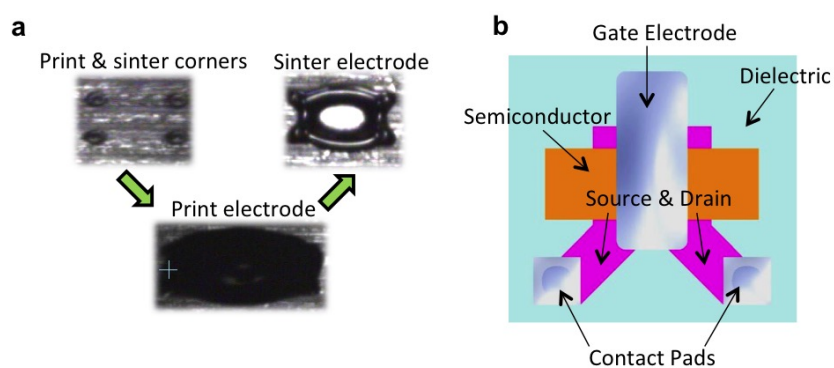 a
Print & sinter corners
Sinter electrode
Print electrode
b
Gate Electrode
Dielectric
Semiconductor
Source & Drain
Contact Pads